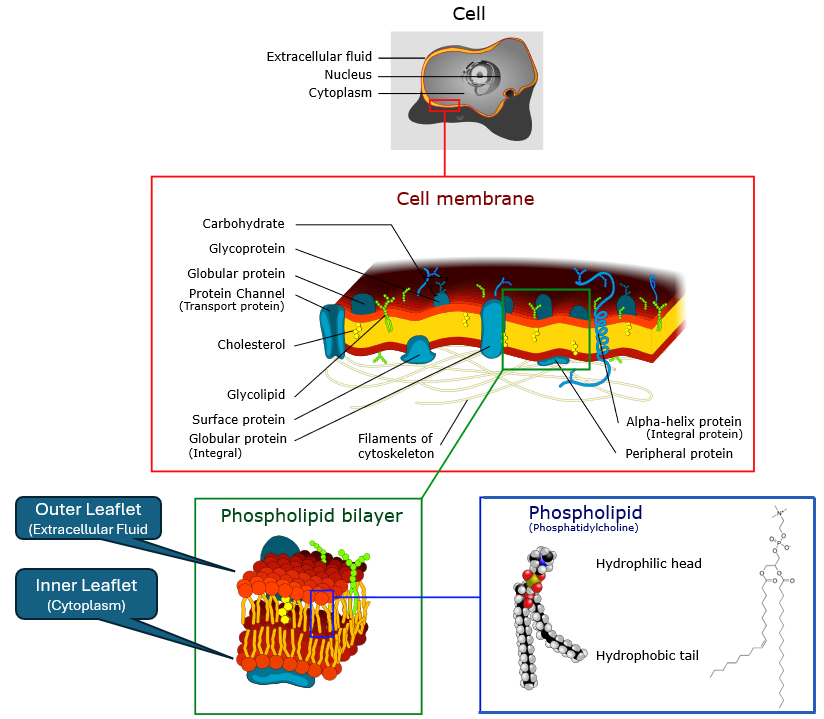 Cell
Extracellular fluid
Nucleus
Cytoplasm
Cell membrane
Carbohydrate
Glycoprotein
Globular protein
Protein Channel
(Transport protein)
Cholesterol
Glycolipid
Surface protein
Globular protein
(Integral)
Filaments of
cytoskeleton
Alpha-helix protein
(Integral protein)
Peripheral protein
Outer Leaflet
(Extracellular Fluid
Inner Leaflet
(Cytoplasm)
Phospholipid bilayer
Phospholipid
(Phosphatidylcholine)
Hydrophilic head
Hydrophobic tail
N+
O
P
O-
O
O
O
O
O
O